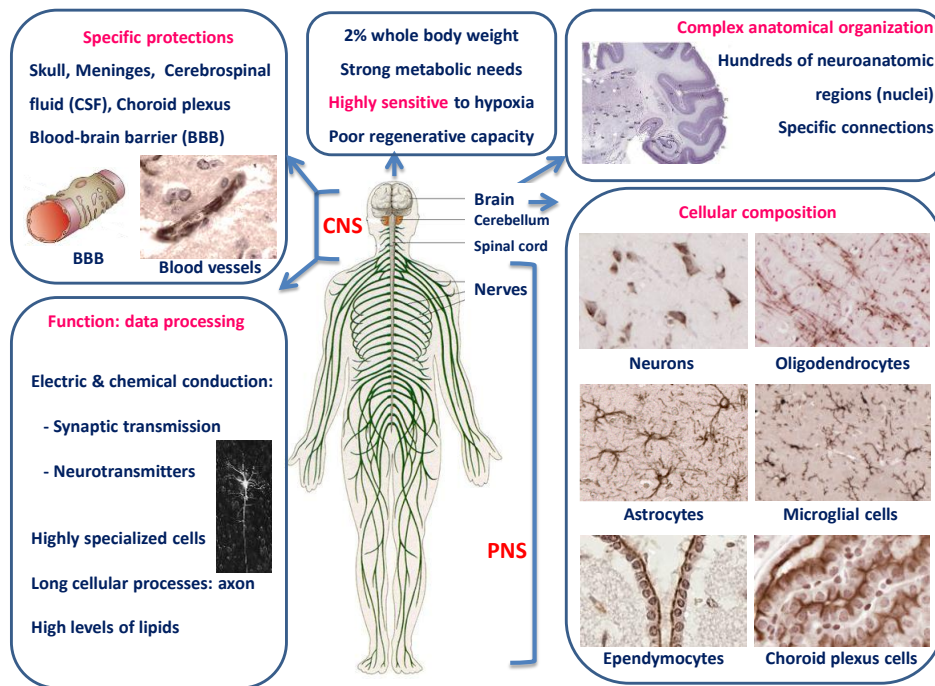 Specific protections
Skull, Meninges, Cerebrospinal
fluid (CSF), Choroid plexus
Blood-brain barrier (BBB)
BBB
Blood vessels
2% whole body weight
Strong metabolic needs
Highly sensitive to hypoxia
Poor regenerative capacity
Complex anatomical organization
Hundreds of neuroanatomic
regions (nuclei)
Specific connections
CNS
Brain
Cerebellum
Spinal cord
Nerves
PNS
Function: data processing
Electric & chemical conduction:
- Synaptic transmission
- Neurotransmitters
Highly specialized cells
Long cellular processes: axon
High levels of lipids
Cellular composition
Neurons
Oligodendrocytes
Astrocytes
Microglial cells
Ependymocytes
Choroid plexus cells